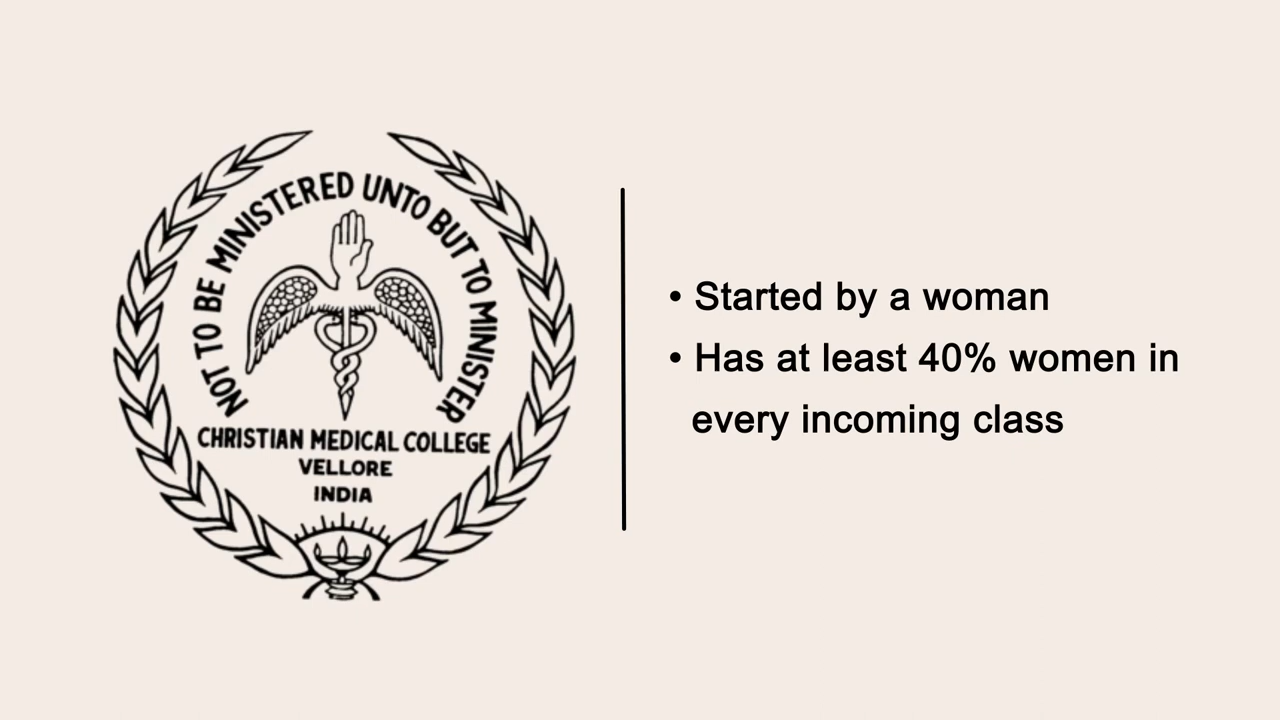 NOT TO BE MINISTERED UNTO BUT TO MINISTER
CHRISTIAN MEDICAL COLLEGE
VELLORE
INDIA
• Started by a woman
• Has at least 40% women in
every incoming class